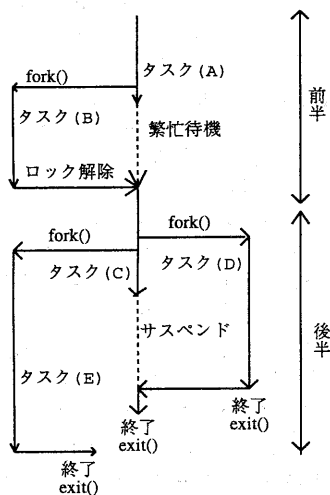 タスク(A)
fork()
タスク(B)
繁忙待機
前半
ロック解除
fork()
fork()
タスク(D)
タスク(C)
サスペンド
後半
タスク(E)
終了
exit()
終了
exit()
終了
exit()